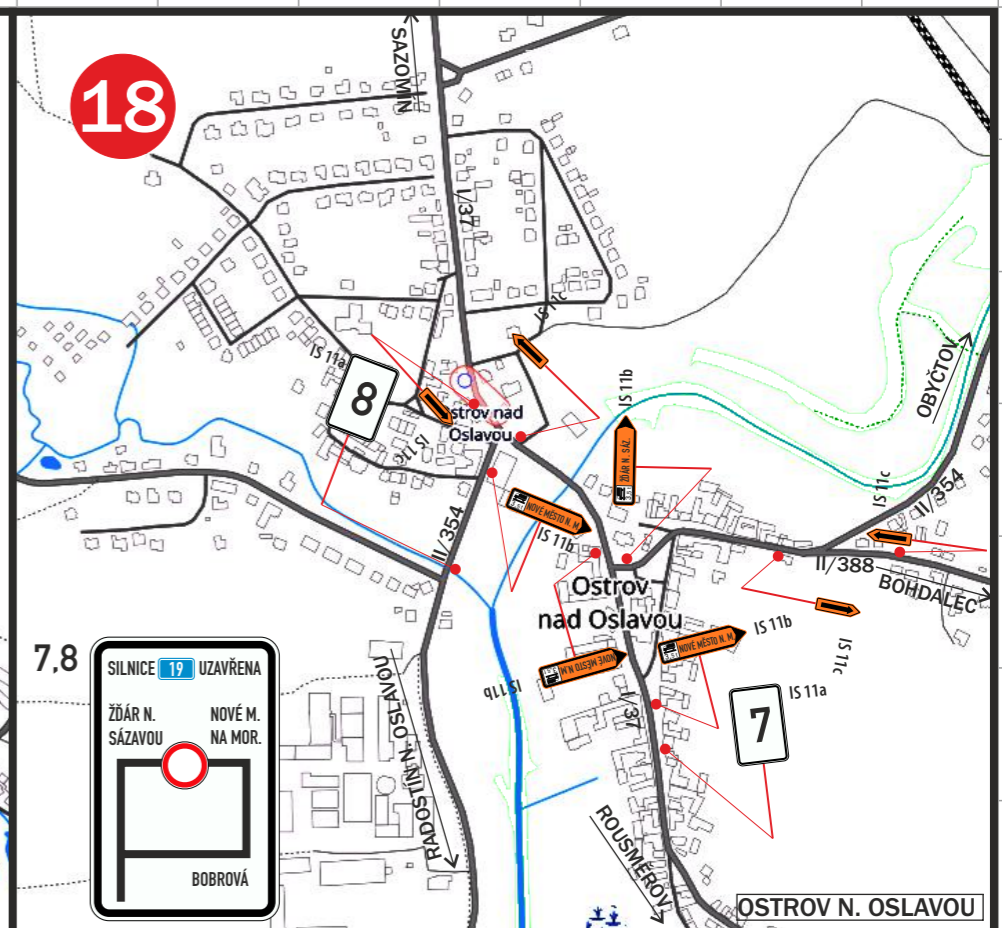 18
SAZOMÍN
I/37
IS 11c
IS 11a
8
strov nad
Oslavou
IS 11c
IS 11b
ŽĎÁR N. SÁZ.
OBYČTOV
IS 11c
II/354
NOVÉ MĚSTO N. M.
IS 11b
II/354
II/388
BOHDALEC
Ostrov
nad Oslavou
NOVÉ MĚSTO N. M.
IS 11b
NOVÉ MĚSTO N.M.
IS 11b
IS 11c
I/37
IS 11a
7
7,8
SILNICE 19 UZAVŘENA
ŽĎÁR N. NOVÉ M.
SÁZAVOU NA MOR.
BOBROVÁ
RADOSTÍN N. OSLAVOU
ROUSMĚROV
OSTROV N. OSLAVOU